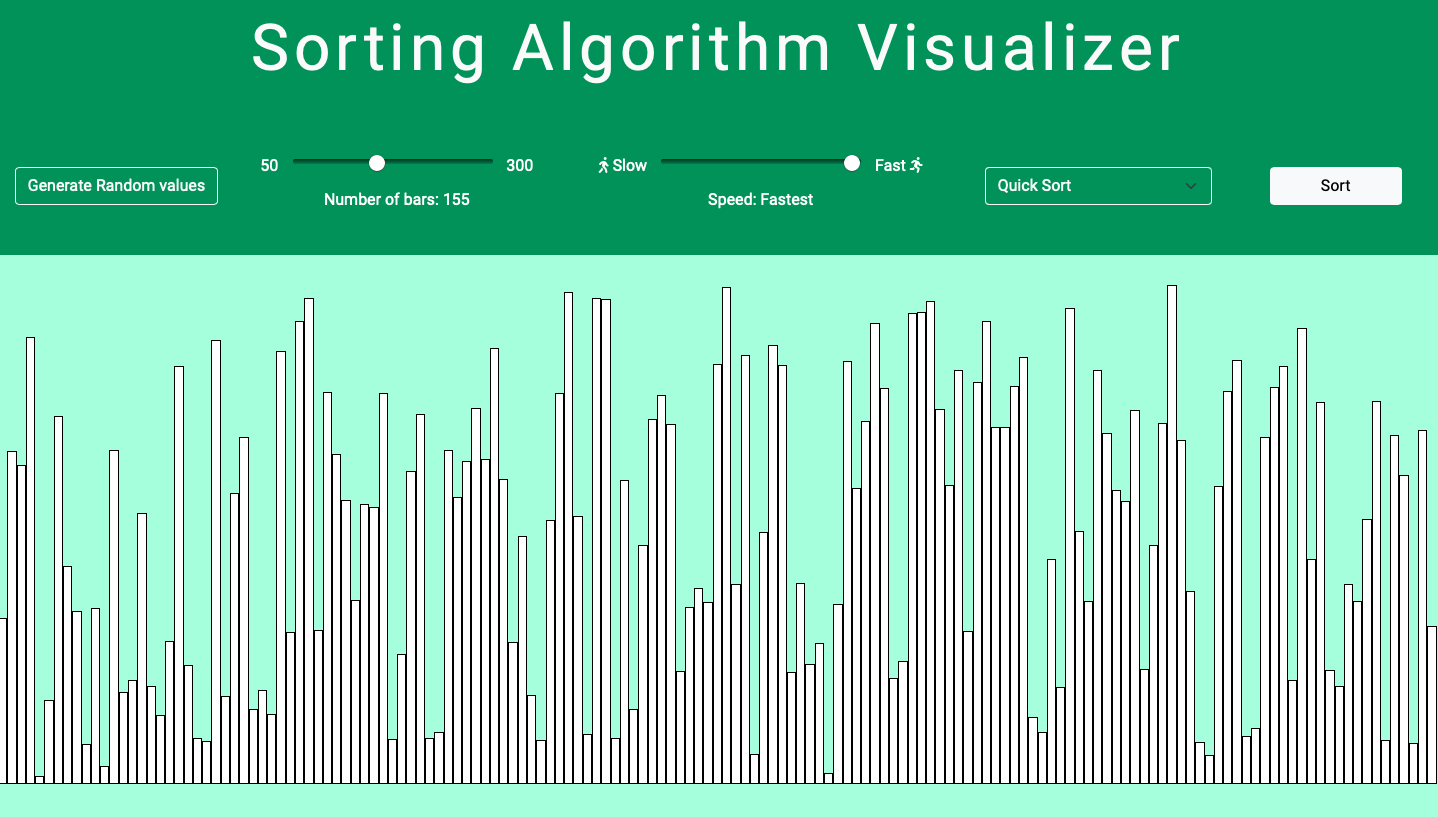 Sorting Algorithm Visualizer
Generate Random values
50
300
Number of bars: 155
Slow
Fast
Speed: Fastest
Quick Sort
Sort